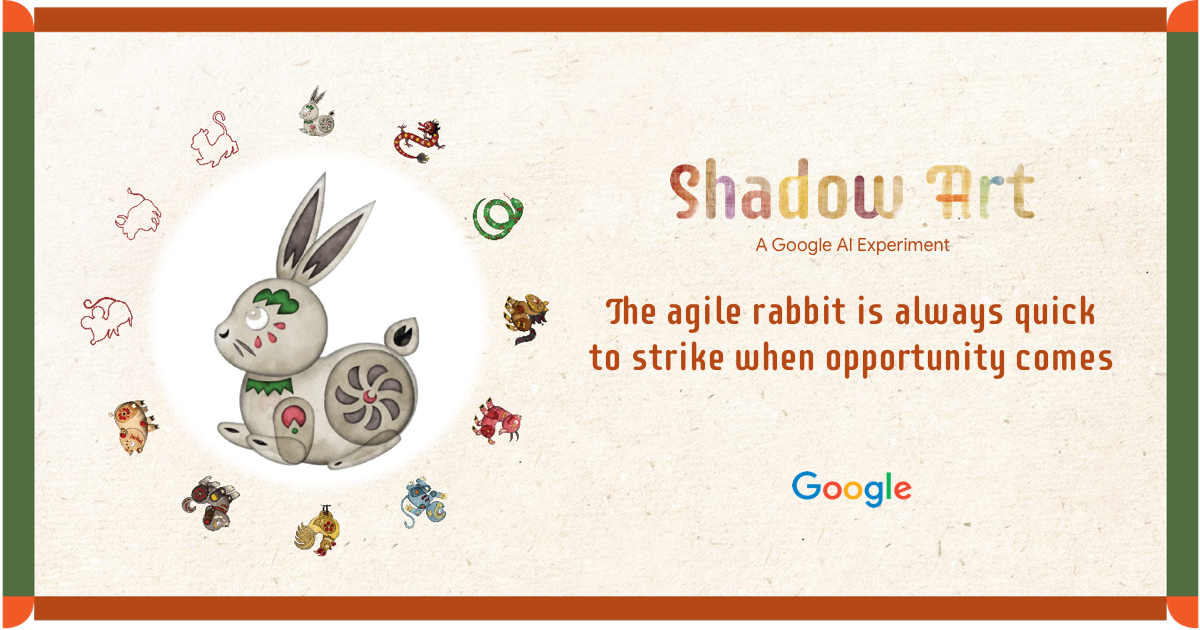 Shadow Art
A Google AI Experiment
The agile rabbit is always quick
to strike when opportunity comes
Google